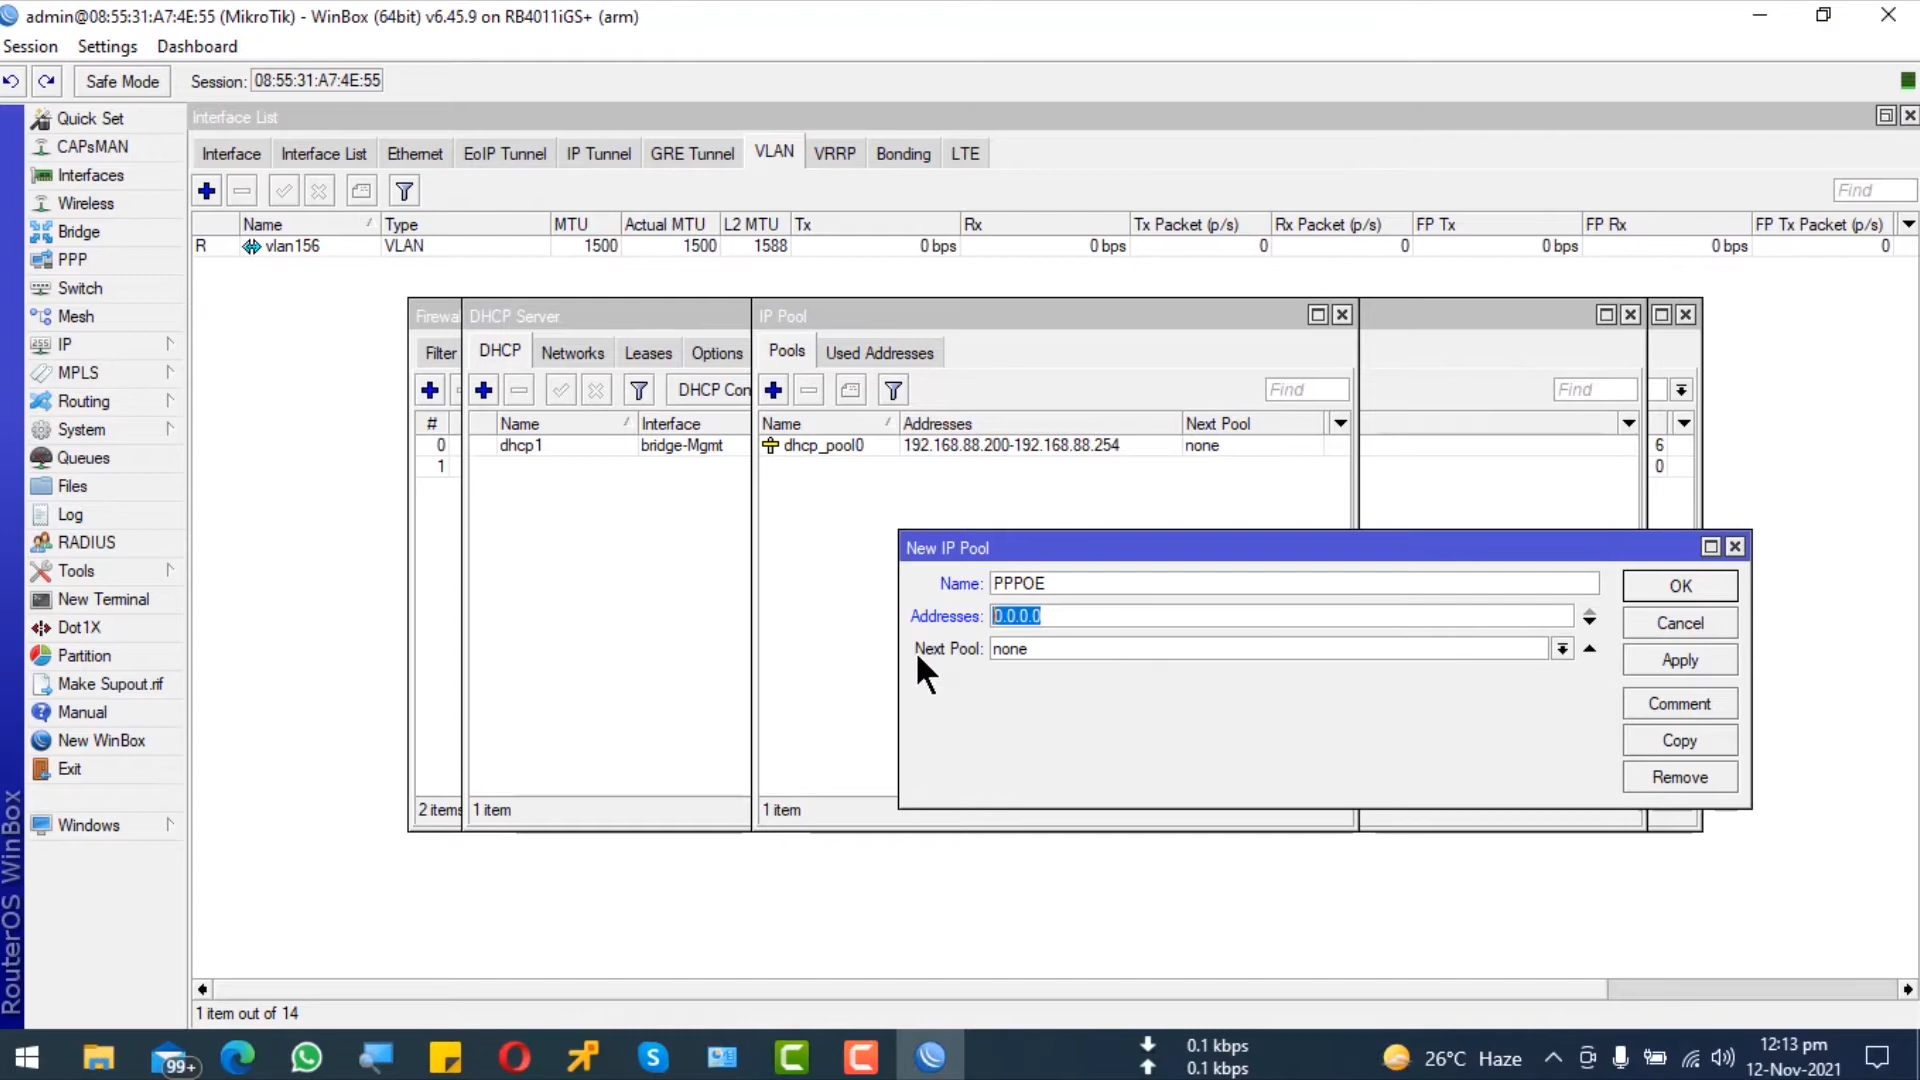 admin@08:55:31:A7:4E:55 (MikroTik) - WinBox (64bit) v6.45.9 on RB4011iGS+ (arm)
Session Settings Dashboard
Safe Mode Session: 08:55:31:A7:4E:55
Quick Set
CAPsMAN
Interfaces
Wireless
Bridge
PPP
Switch
Mesh
IP
MPLS
Routing
System
Queues
Files
Log
RADIUS
Tools
New Terminal
Dot1X
Partition
Make Supout.rif
Manual
New WinBox
Exit
Windows
RouterOS WinBox
Interface List
Interface Interface List Ethernet EoIP Tunnel IP Tunnel GRE Tunnel VLAN VRRP Bonding LTE
Find
Name Type MTU Actual MTU L2 MTU Tx Rx Tx Packet (p/s) Rx Packet (p/s) FP Tx FP Rx FP Tx Packet (p/s)
R vlan156 VLAN 1500 1500 1588 0 bps 0 bps 0 0 0 bps 0 bps 0
Firewa
Filter
#
0
1
2 items
DHCP Server
DHCP Networks Leases Options
DHCP Con
Name Interface
dhcp1 bridge-Mgmt
1 item
IP Pool
Pools Used Addresses
Find
Name Addresses Next Pool
dhcp_pool0 192.168.88.200-192.168.88.254 none
1 item
Find
6
0
New IP Pool
Name: PPPOE
Addresses: 0.0.0.0
Next Pool: none
OK
Cancel
Apply
Comment
Copy
Remove
1 item out of 14
99+
0.1 kbps
0.1 kbps
26°C Haze
12:13 pm
12-Nov-2021